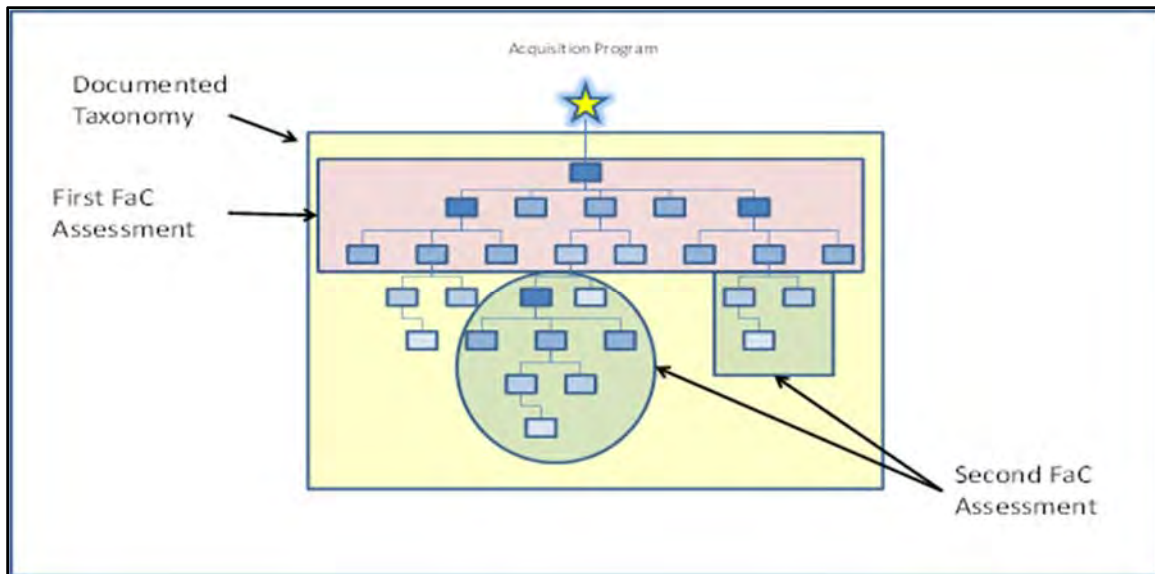 Acquisition Program
Documented
Taxonomy
First FaC
Assessment
Second FaC
Assessment